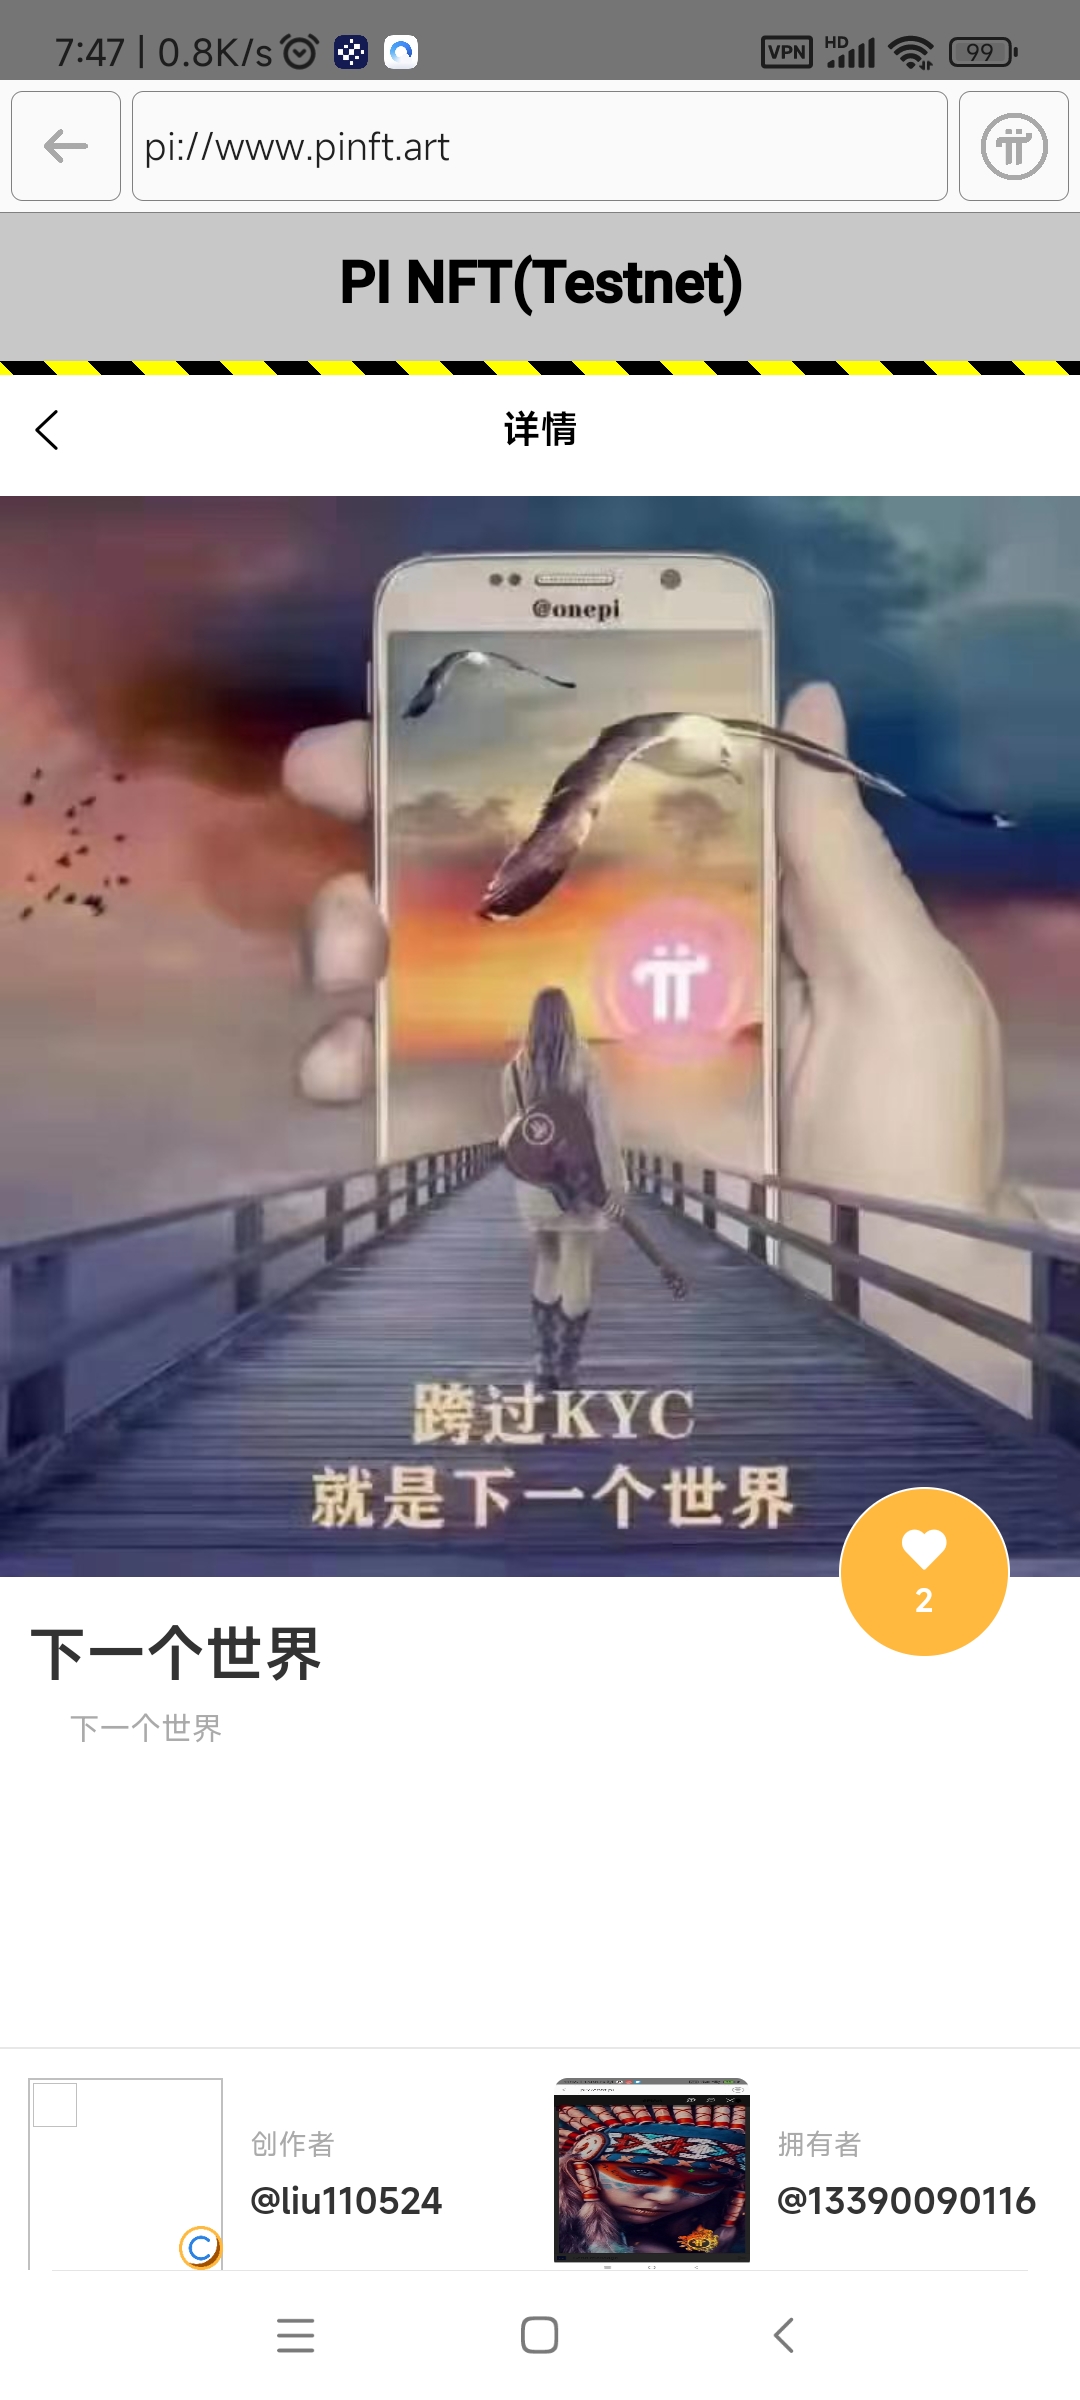 7:47 | 0.8K/s
VPN
HD
99
pi://www.pinft.art
PI NFT(Testnet)
详情
@onepi
跨过KYC
就是下一个世界
2
下一个世界
下一个世界
创作者
@liu110524
拥有者
@13390090116